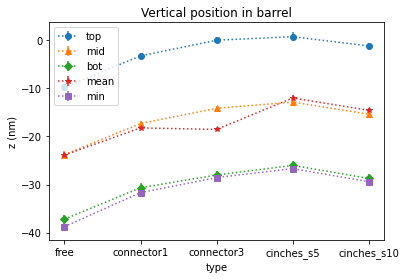 Vertical position in barrel
top
mid
bot
mean
min
0
−10
−20
−30
−40
z (nm)
free connector1 connector3 cinches_s5 cinches_s10
type